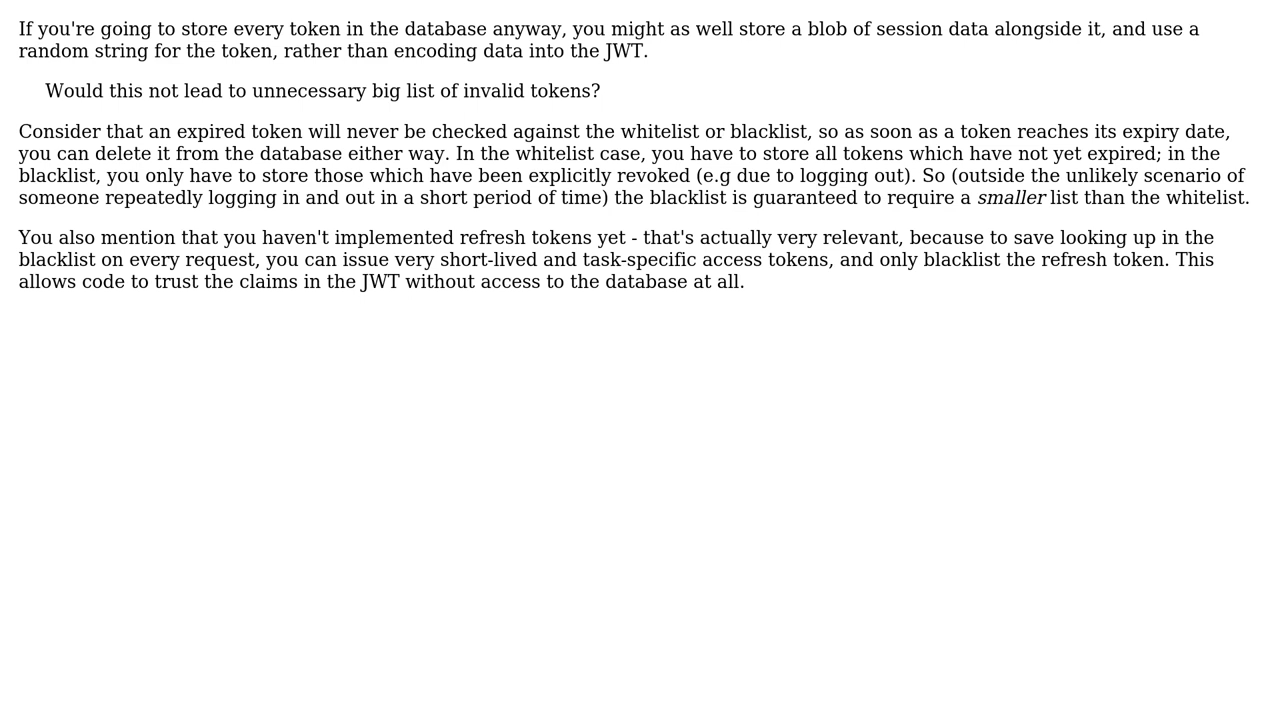 If you're going to store every token in the database anyway, you might as well store a blob of session data alongside it, and use a
random string for the token, rather than encoding data into the JWT.
Would this not lead to unnecessary big list of invalid tokens?
Consider that an expired token will never be checked against the whitelist or blacklist, so as soon as a token reaches its expiry date,
you can delete it from the database either way. In the whitelist case, you have to store all tokens which have not yet expired; in the
blacklist, you only have to store those which have been explicitly revoked (e.g due to logging out). So (outside the unlikely scenario of
someone repeatedly logging in and out in a short period of time) the blacklist is guaranteed to require a smaller list than the whitelist.
You also mention that you haven't implemented refresh tokens yet - that's actually very relevant, because to save looking up in the
blacklist on every request, you can issue very short-lived and task-specific access tokens, and only blacklist the refresh token. This
allows code to trust the claims in the JWT without access to the database at all.